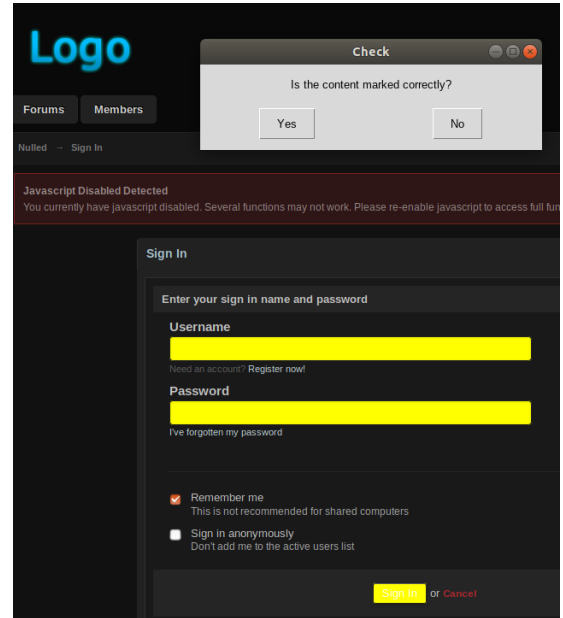 Logo
Check
Is the content marked correctly?
Yes
No
Forums
Members
Nulled → Sign In
Javascript Disabled Detected
You currently have javascript disabled. Several functions may not work. Please re-enable javascript to access full fun
Sign In
Enter your sign in name and password
Username
Need an account? Register now!
Password
I've forgotten my password
Remember me
This is not recommended for shared computers
Sign in anonymously
Don't add me to the active users list
Sign In or Cancel